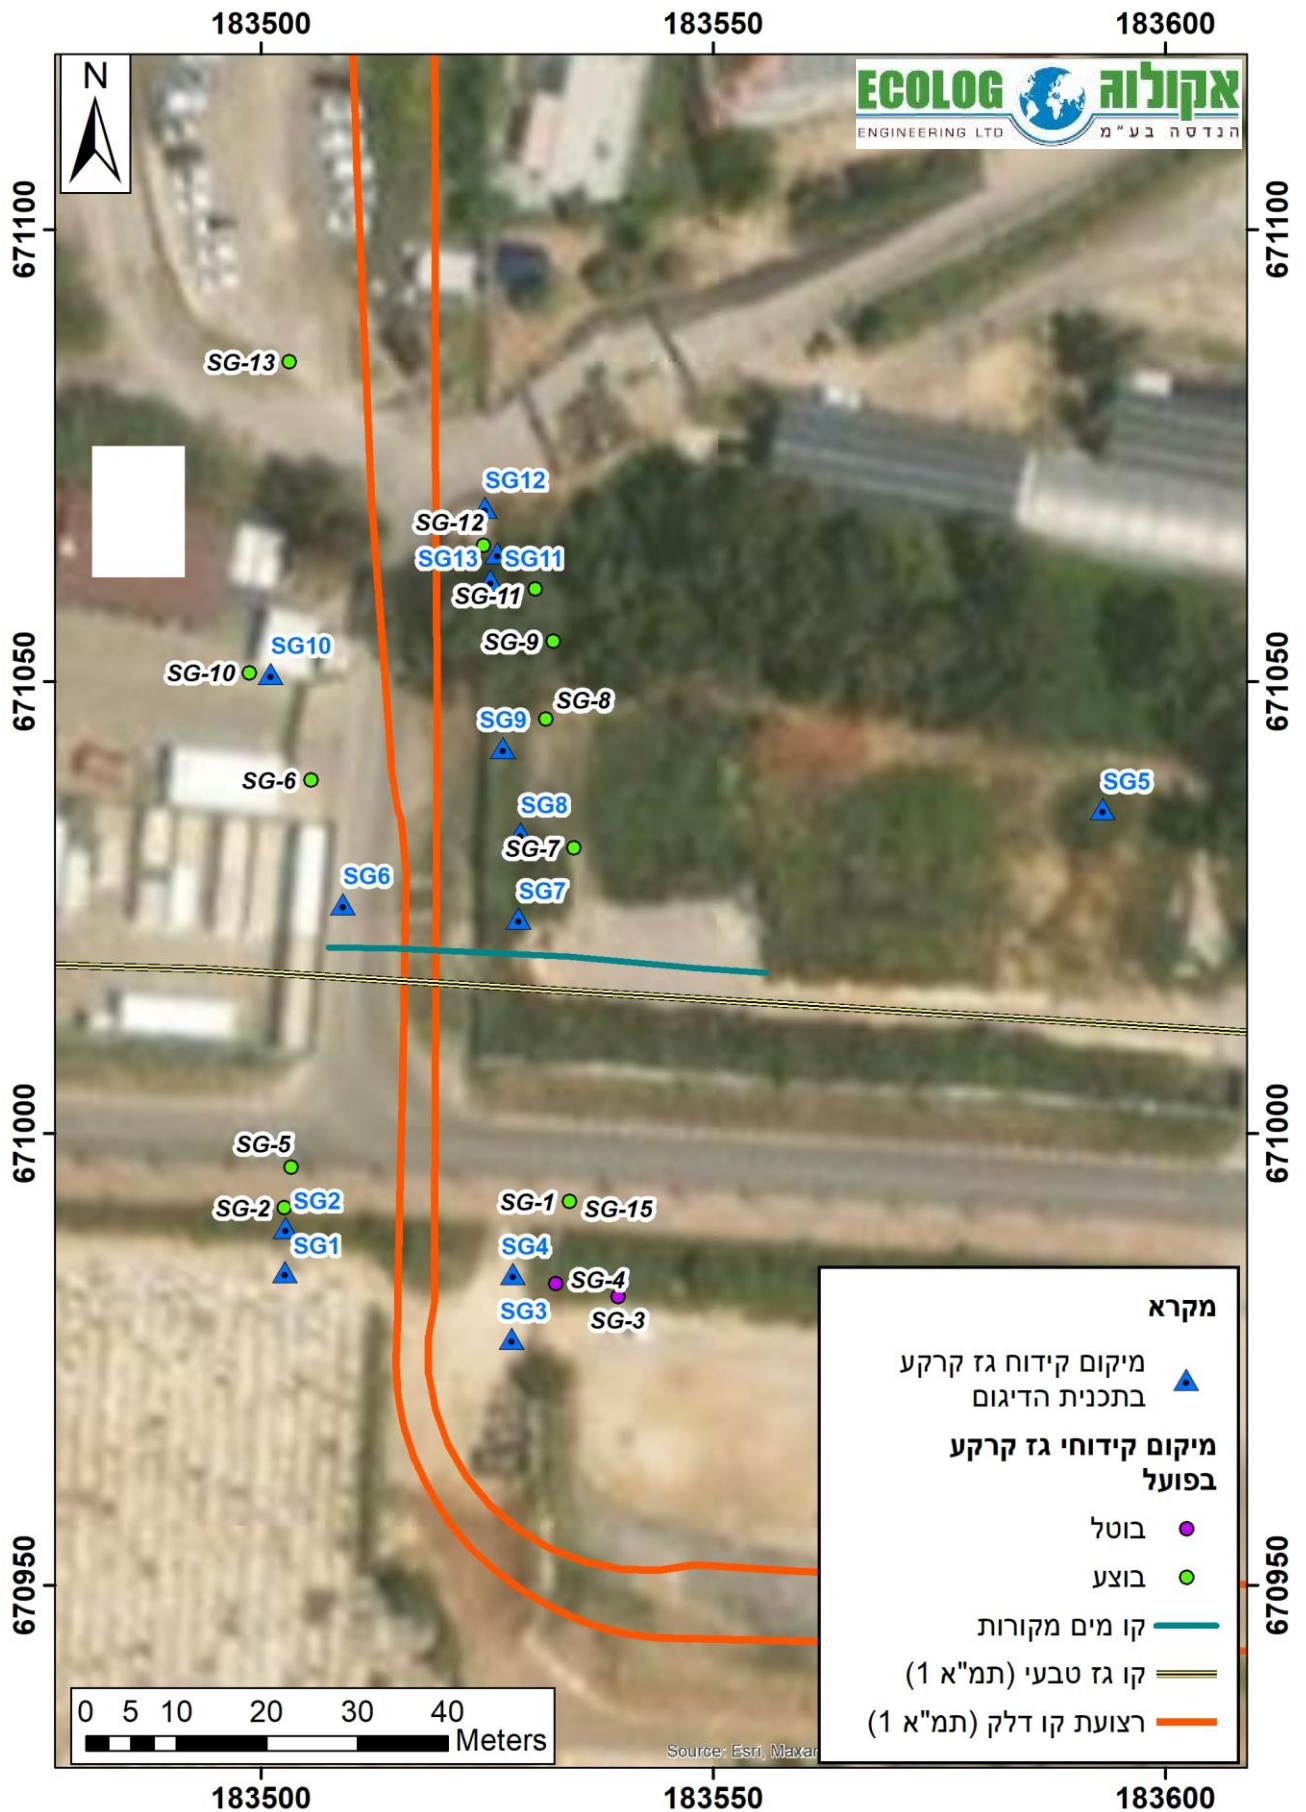 183500
183550
183600
N
ECOLOG
ENGINEERING LTD
אקולוג
הנדסה בע"מ
671100
671100
SG-13
SG12
SG-12
SG13
SG11
SG-11
SG-9
SG10
SG-10
671050
671050
SG-8
SG9
SG-6
SG5
SG8
SG-7
SG6
SG7
671000
671000
SG-5
SG-2
SG2
SG-1
SG-15
SG1
SG4
SG-4
SG3
SG-3
מקרא
מיקום קידוח גז קרקע
בתכנית הדיגום
מיקום קידוחי גז קרקע
בפועל
בוטל
בוצע
קו מים מקורות
קו גז טבעי (תמ"א 1)
רצועת קו דלק (תמ"א 1)
670950
670950
0 5 10 20 30 40
Meters
Source: Esri, Maxar
183500
183550
183600